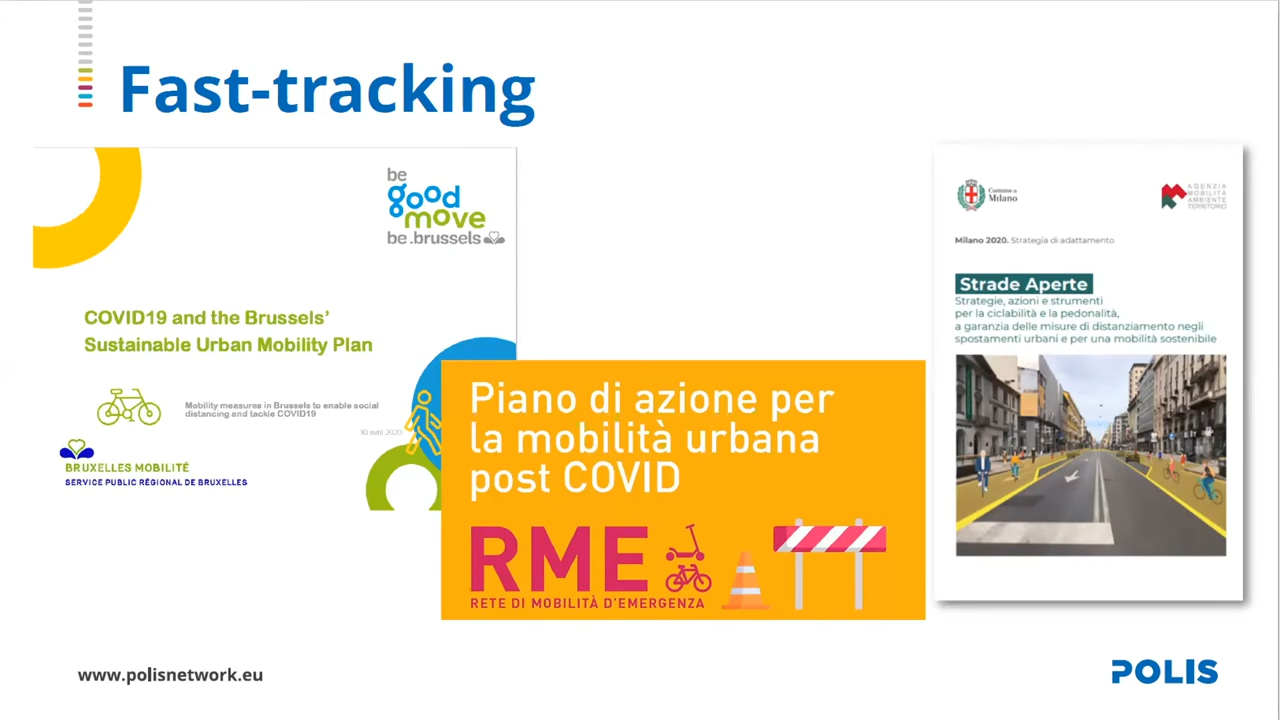 Fast-tracking
be
good
move
be.brussels
COVID19 and the Brussels'
Sustainable Urban Mobility Plan
Mobility measures in Brussels to enable social
distancing and tackle COVID19
30 avril 2020
BRUXELLES MOBILITÉ
SERVICE PUBLIC RÉGIONAL DE BRUXELLES
Piano di azione per
la mobilità urbana
post COVID
RME
RETE DI MOBILITÀ D'EMERGENZA
Comune di
Milano
AGENZIA
MOBILITÀ
AMBIENTE
TERRITORIO
Milano 2020. Strategia di adattamento
Strade Aperte
Strategie, azioni e strumenti
per la ciclabilità e la pedonalità,
a garanzia delle misure di distanziamento negli
spostamenti urbani e per una mobilità sostenibile
www.polisnetwork.eu
POLIS